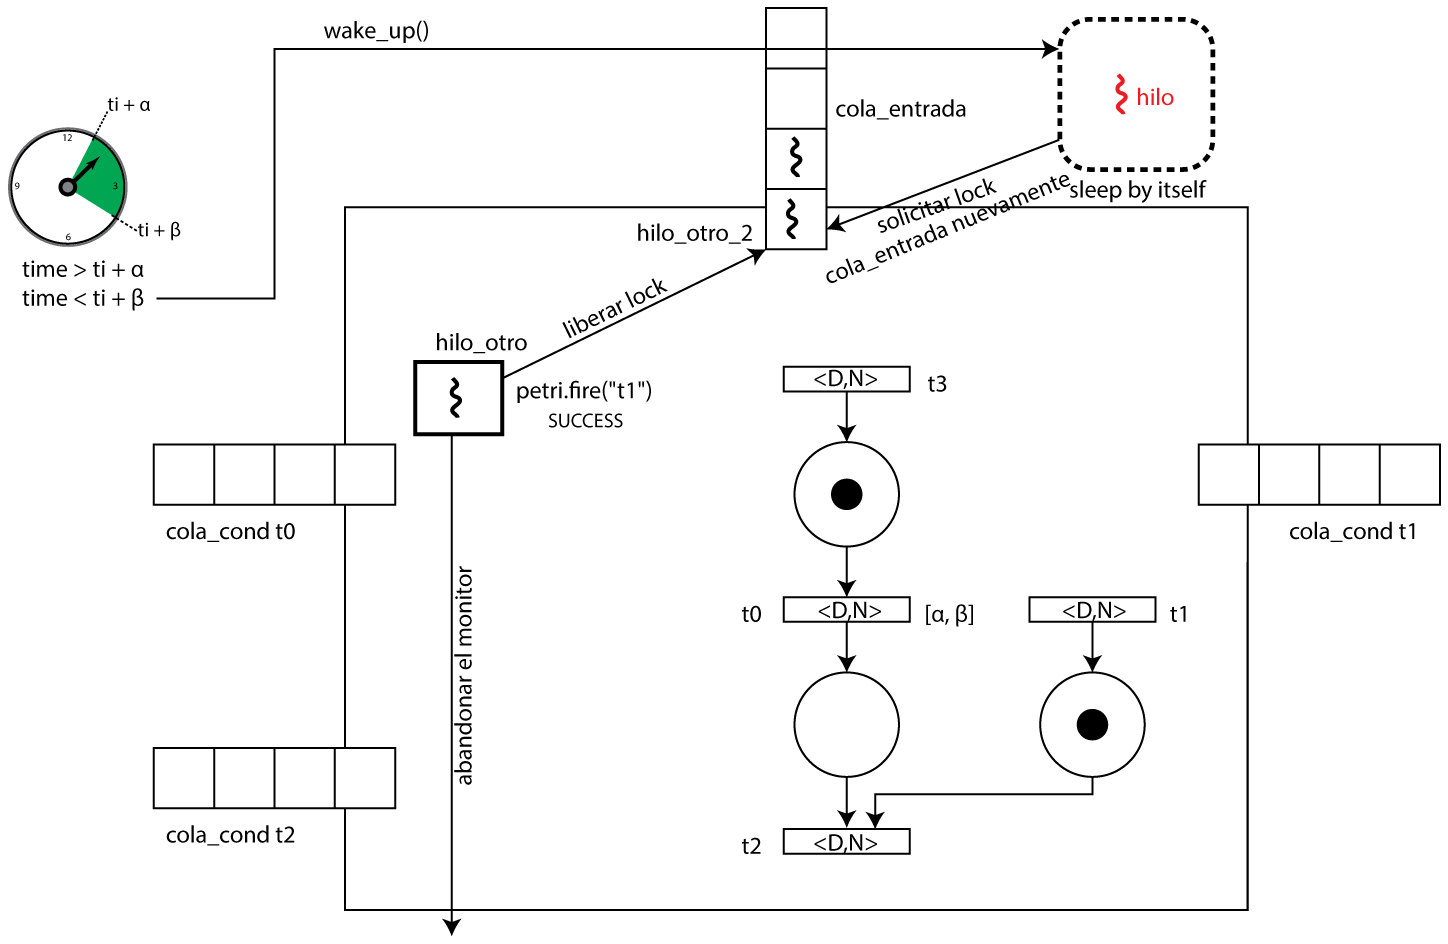 wake_up()
ti + α
12
9
3
6
ti + β
time > ti + α
time < ti + β
cola_entrada
hilo
sleep by itself
solicitar lock
cola_entrada nuevamente
hilo_otro_2
liberar lock
hilo_otro
petri.fire("t1")
SUCCESS
<D,N>
t3
cola_cond t0
cola_cond t1
abandonar el monitor
t0
<D,N>
[α, β]
<D,N>
t1
cola_cond t2
t2
<D,N>